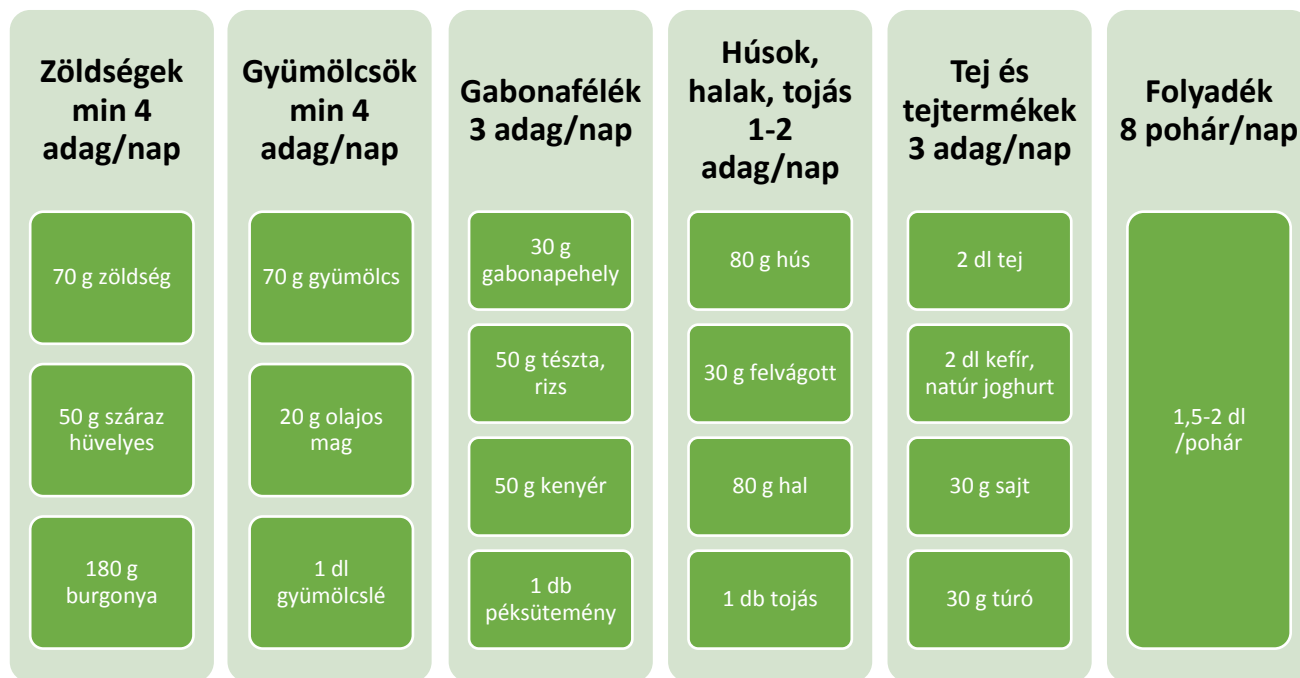 Zöldségek
min 4
adag/nap
70 g zöldség
50 g száraz
hüvelyes
180 g
burgonya
Gyümölcsök
min 4
adag/nap
70 g gyümölcs
20 g olajos
mag
1 dl
gyümölcslé
Gabonafélék
3 adag/nap
30 g
gabonapehely
50 g tészta,
rizs
50 g kenyér
1 db
péksütemény
Húsok,
halak, tojás
1-2
adag/nap
80 g hús
30 g felvágott
80 g hal
1 db tojás
Tej és
tejtermékek
3 adag/nap
2 dl tej
2 dl kefír,
natúr joghurt
30 g sajt
30 g túró
Folyadék
8 pohár/nap
1,5-2 dl
/pohár